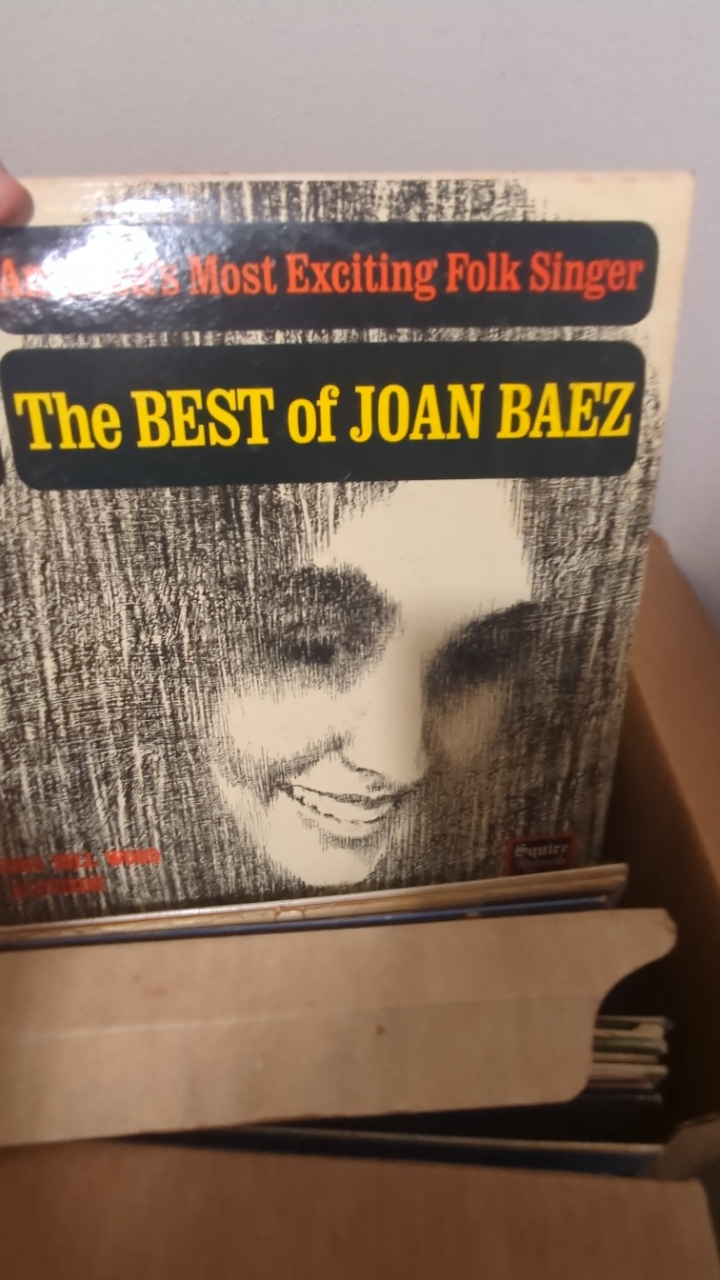 Most Exciting Folk Singer
The BEST of JOAN BAEZ
Squire